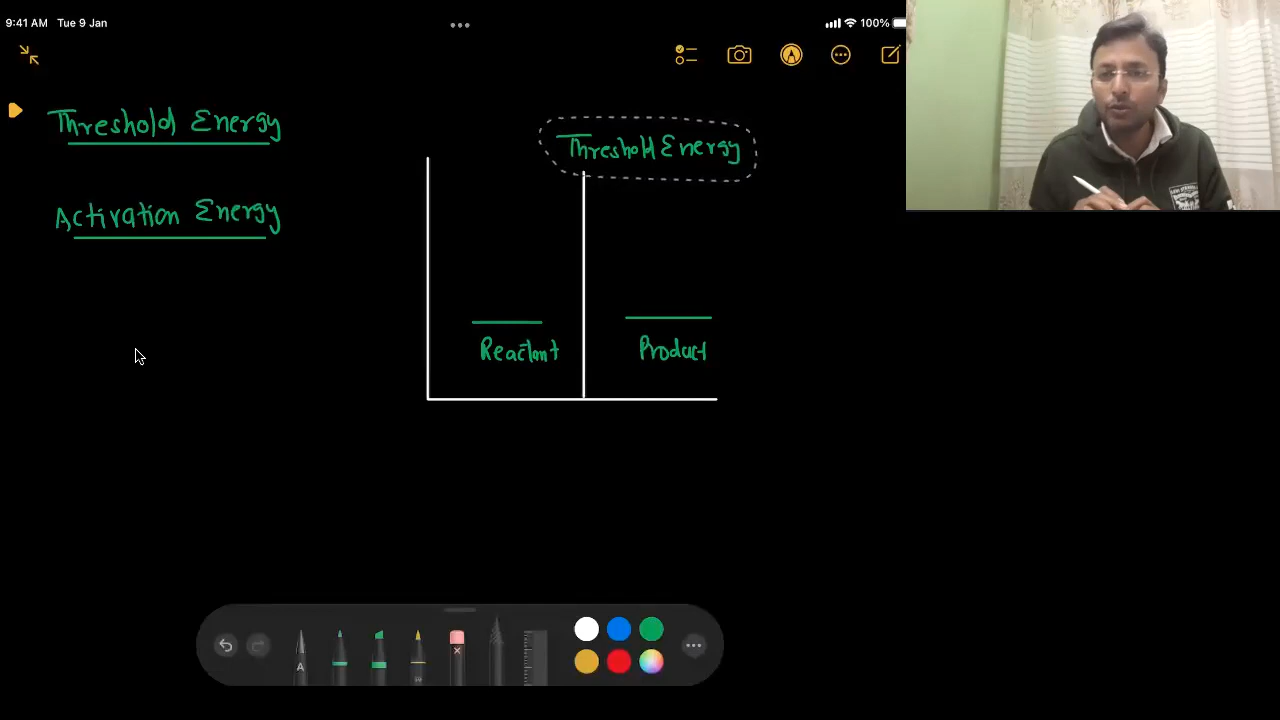 9:41 AM Tue 9 Jan
100%
Threshold Energy
Threshold Energy
Activation Energy
Reactant
Product
A